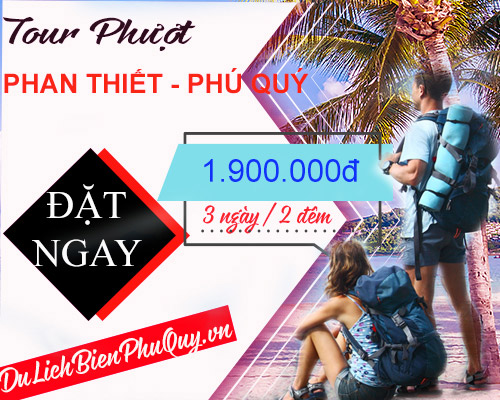 Tour Phượt
PHAN THIẾT - PHÚ QUÝ
1.900.000đ
3 ngày / 2 đêm
ĐẶT
NGAY
DuLichBienPhuQuy.vn